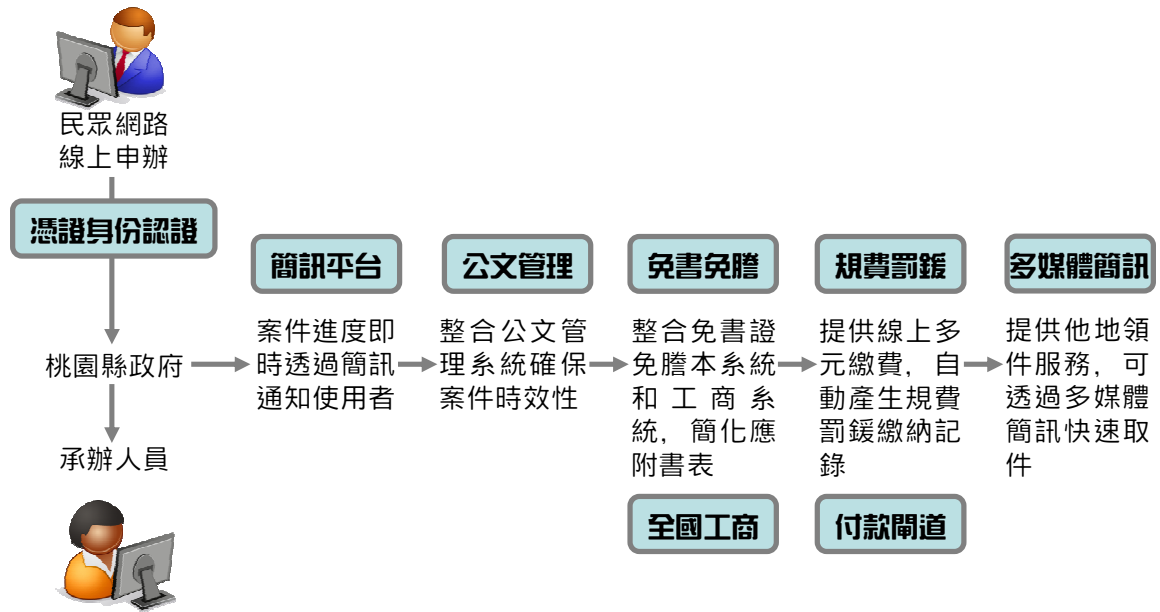 民眾網路
線上申辦
憑證身份認證
桃園縣政府
承辦人員
簡訊平台
案件進度即
時透過簡訊
通知使用者
公文管理
整合公文管
理系統確保
案件時效性
免書免謄
整合免書證
免謄本系統
和工商系
統，簡化應
附書表
全國工商
規費罰鍰
提供線上多
元繳費，自
動產生規費
罰鍰繳納記
錄
付款閘道
多媒體簡訊
提供他地領
件服務，可
透過多媒體
簡訊快速取
件